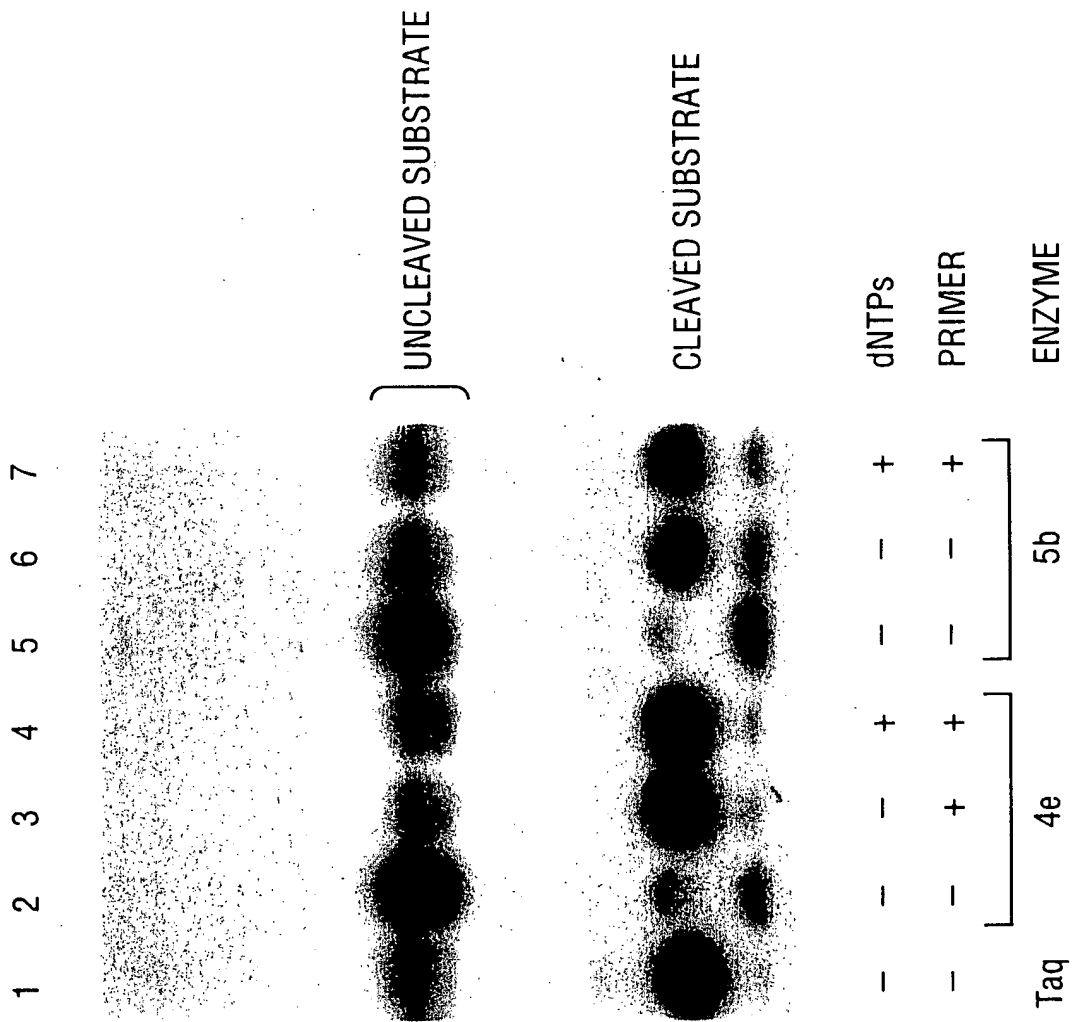 1 2 3 4 5 6 7
UNCLEAVED SUBSTRATE
CLEAVED SUBSTRATE
– – – + – – + dNTPs
– – + + – – + PRIMER
Taq 4e 5b ENZYME